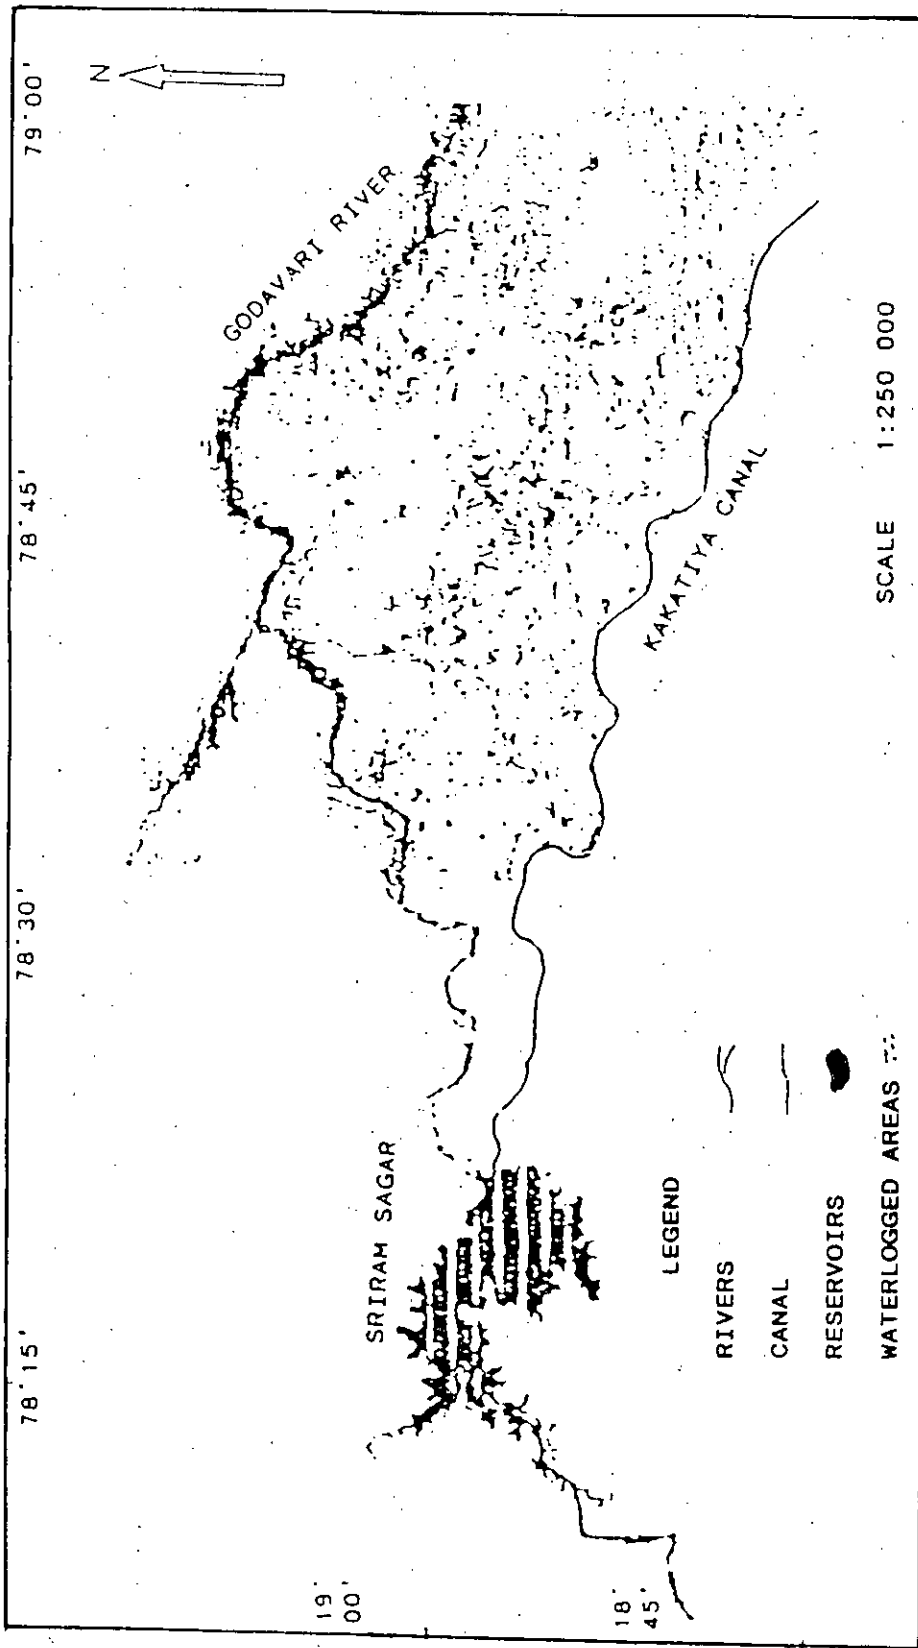 78°15'
78°30'
78°45'
79°00'
N
19°
00'
18°
45'
GODAVARI RIVER
SRIRAM SAGAR
KAKATIYA CANAL
LEGEND
RIVERS
CANAL
RESERVOIRS
WATERLOGGED AREAS
SCALE 1:250 000